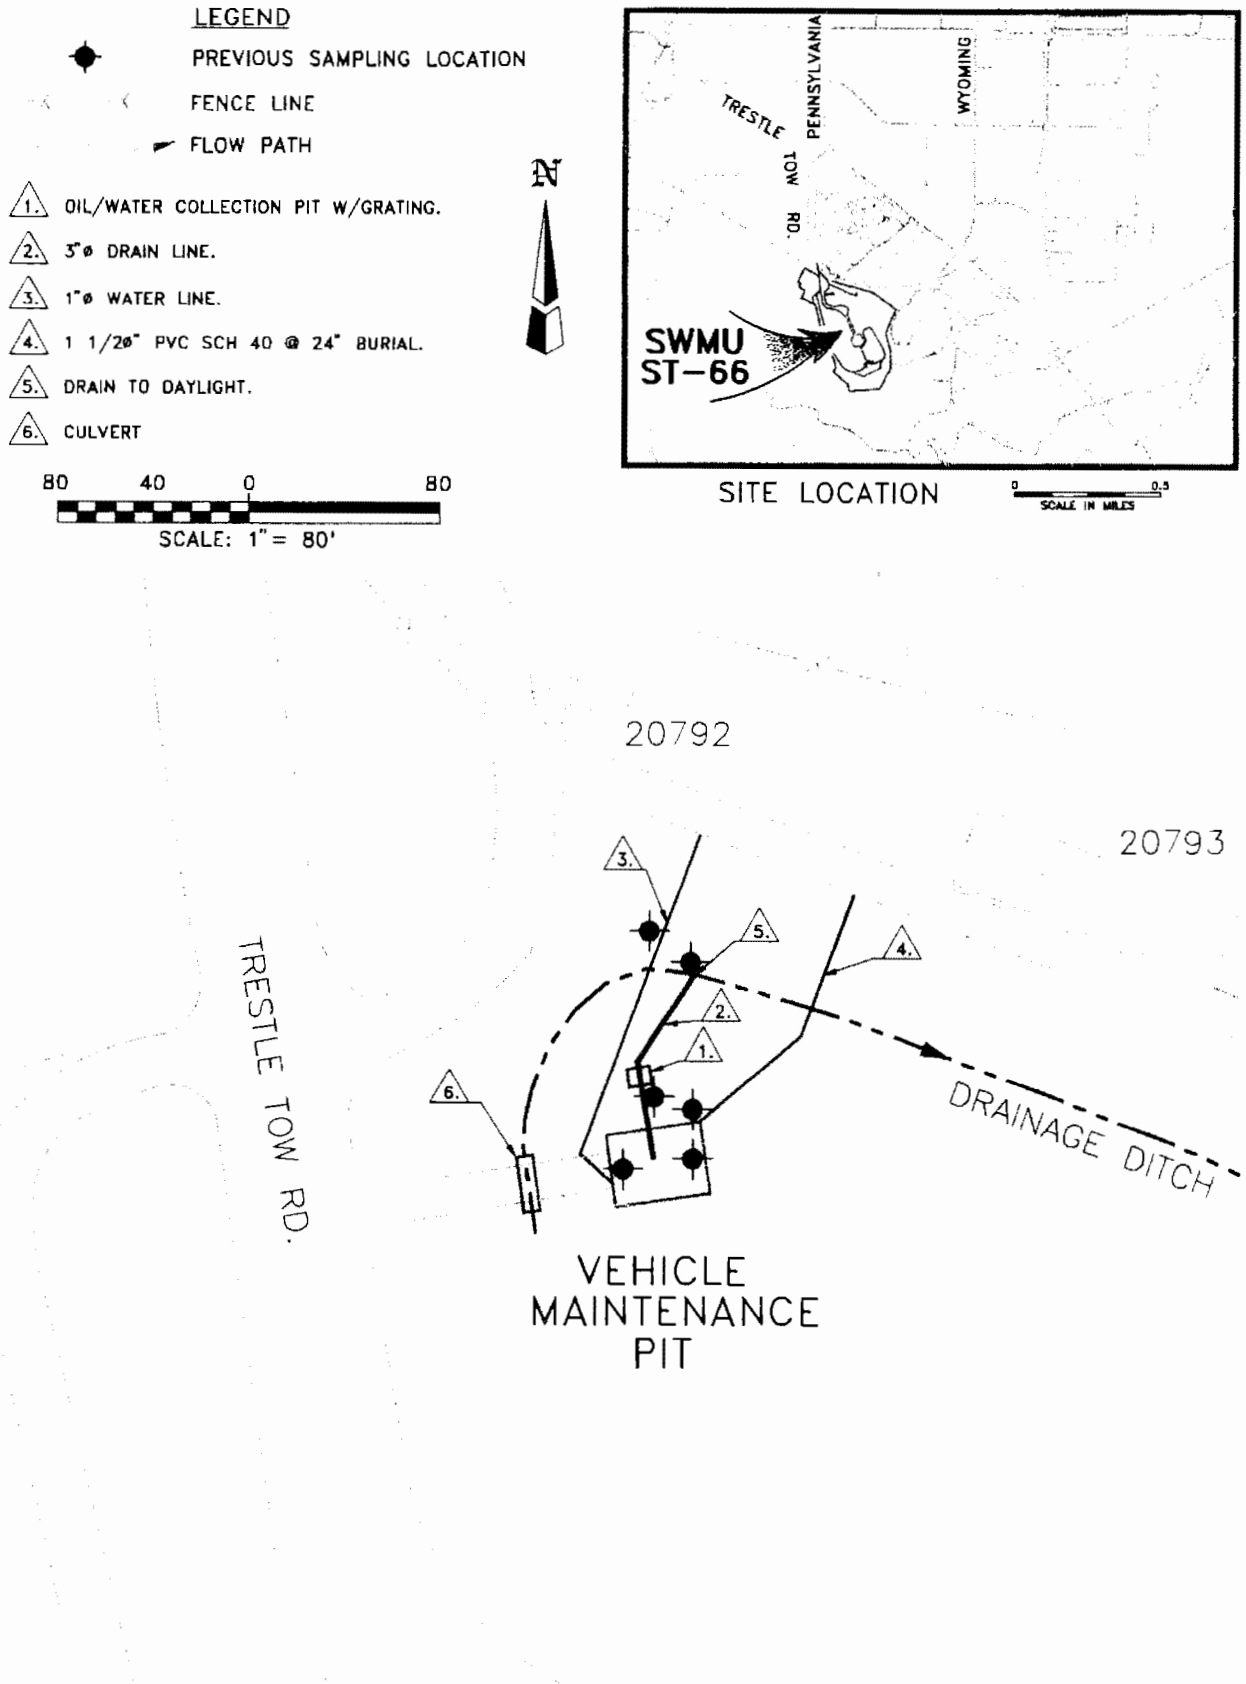 LEGEND
PREVIOUS SAMPLING LOCATION
FENCE LINE
FLOW PATH
1. OIL/WATER COLLECTION PIT W/GRATING.
2. 3"ø DRAIN LINE.
3. 1"ø WATER LINE.
4. 1 1/2ø" PVC SCH 40 @ 24" BURIAL.
5. DRAIN TO DAYLIGHT.
6. CULVERT
80 40 0 80
SCALE: 1" = 80'
N
TRESTLE
TOW
RD.
PENNSYLVANIA
WYOMING
SWMU
ST-66
SITE LOCATION
0 0.5
SCALE IN MILES
20792
20793
3.
5.
4.
2.
1.
6.
TRESTLE TOW RD.
DRAINAGE DITCH
VEHICLE
MAINTENANCE
PIT